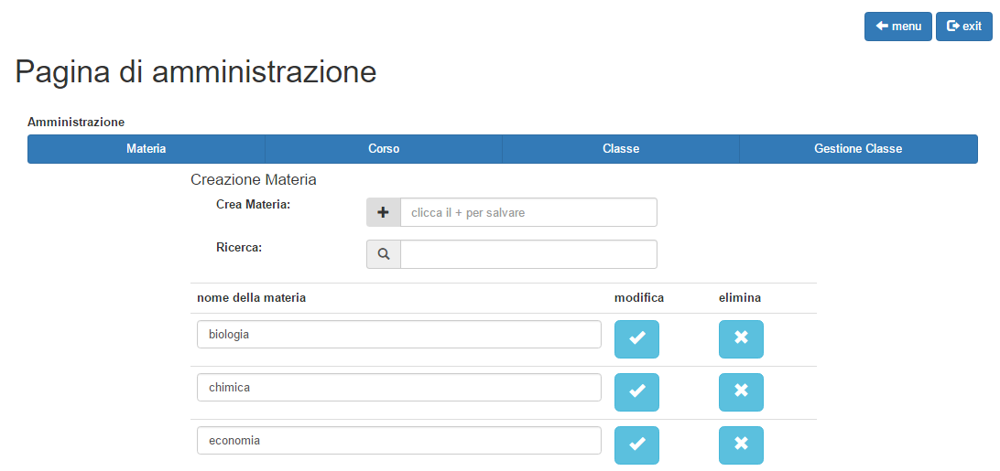 menu exit
Pagina di amministrazione
Amministrazione
Materia Corso Classe Gestione Classe
Creazione Materia
Crea Materia: clicca il + per salvare
Ricerca:
nome della materia modifica elimina
biologia
chimica
economia